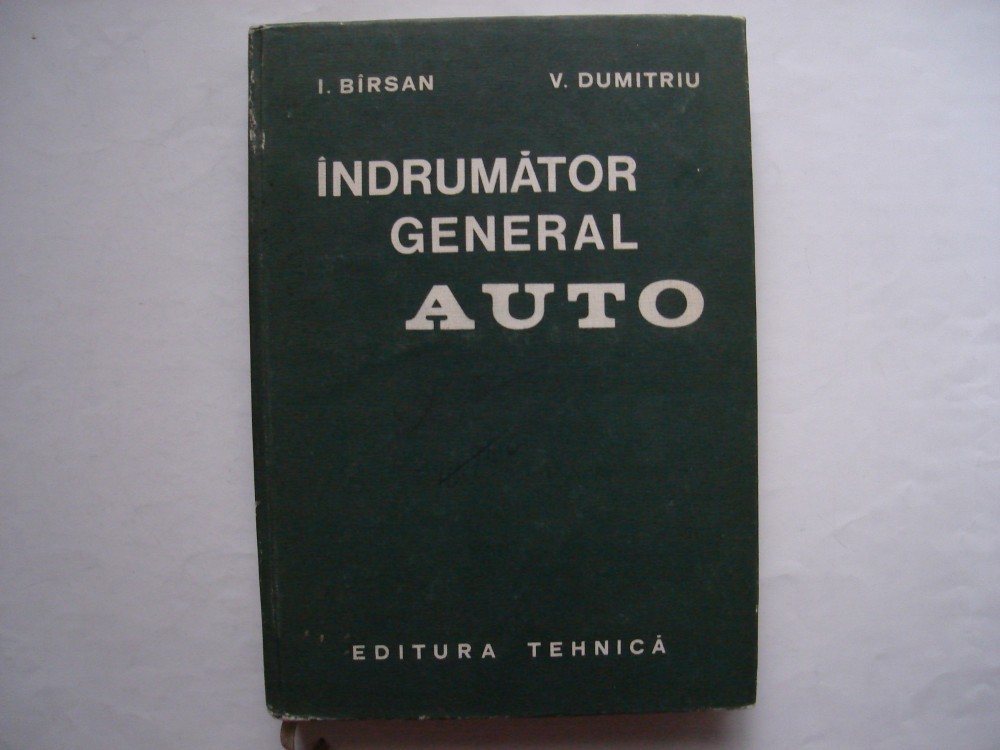 I. BÎRSAN V. DUMITRIU
ÎNDRUMĂTOR
GENERAL
AUTO
EDITURA TEHNICĂ